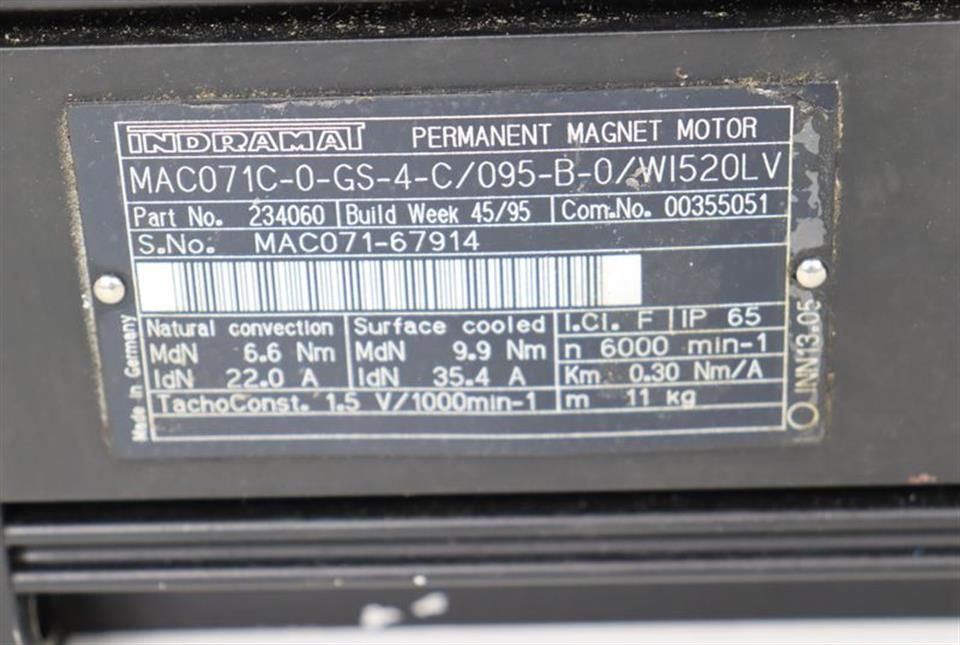 INDRAMAT PERMANENT MAGNET MOTOR
MAC071C-0-GS-4-C/095-B-0/WI520LV
Part No. 234060 Build Week 45/95 Com.No. 00355051
S.No. MAC071-67914
Natural convection Surface cooled I.Cl. F IP 65
MdN 6.6 Nm MdN 9.9 Nm n 6000 min-1
IdN 22.0 A IdN 35.4 A Km 0.30 Nm/A
TachoConst. 1.5 V/1000min-1 m 11 kg
Made in Germany
INN13.05